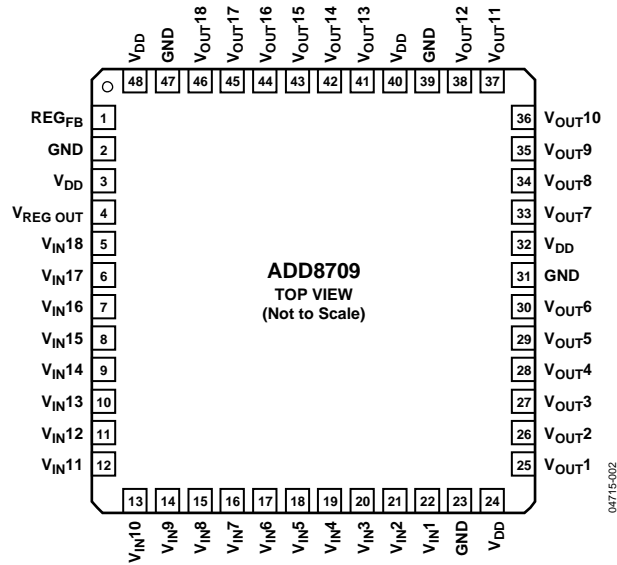 VDD GND VOUT18 VOUT17 VOUT16 VOUT15 VOUT14 VOUT13 VDD GND VOUT12 VOUT11
48 47 46 45 44 43 42 41 40 39 38 37
REGFB 1
GND 2
VDD 3
VREG OUT 4
VIN18 5
VIN17 6
VIN16 7
VIN15 8
VIN14 9
VIN13 10
VIN12 11
VIN11 12
ADD8709
TOP VIEW
(Not to Scale)
36 VOUT10
35 VOUT9
34 VOUT8
33 VOUT7
32 VDD
31 GND
30 VOUT6
29 VOUT5
28 VOUT4
27 VOUT3
26 VOUT2
25 VOUT1
13 14 15 16 17 18 19 20 21 22 23 24
VIN10 VIN9 VIN8 VIN7 VIN6 VIN5 VIN4 VIN3 VIN2 VIN1 GND VDD
04715-002